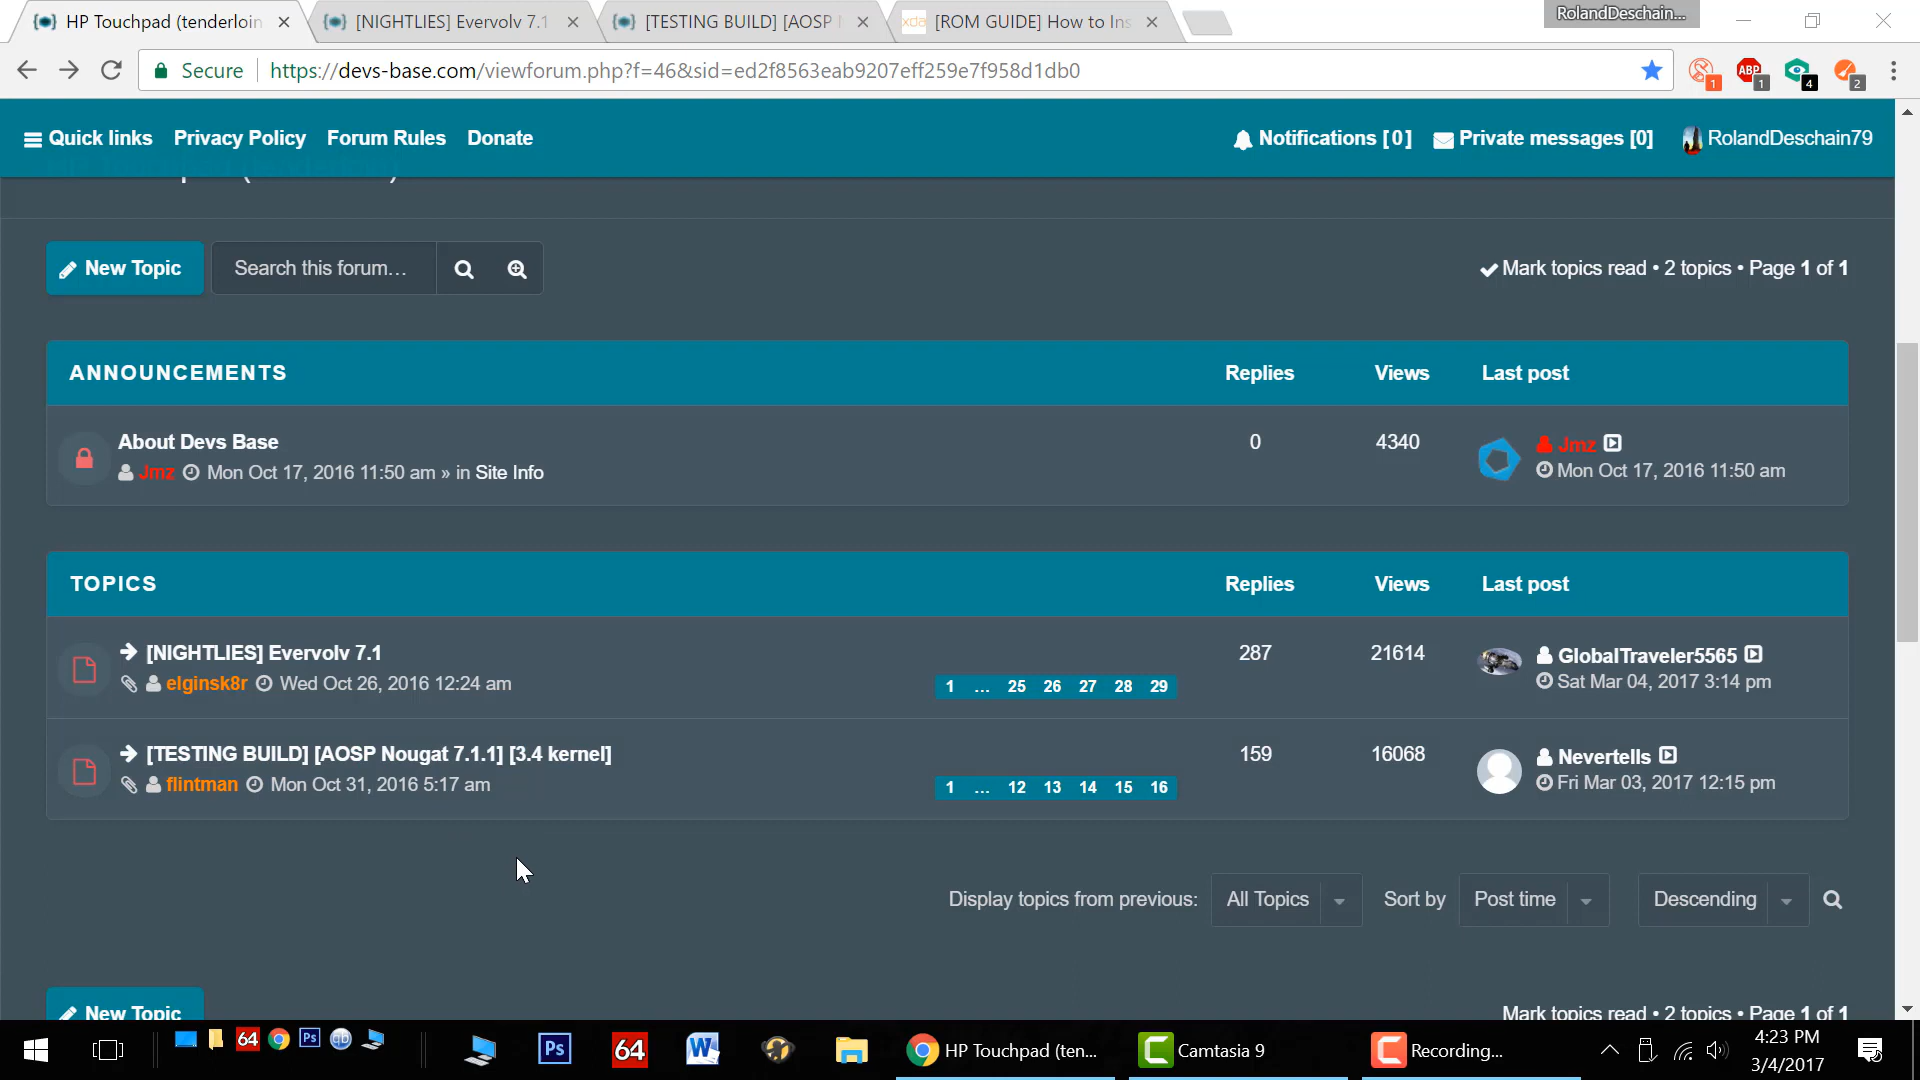 HP Touchpad (tenderloin
[NIGHTLIES] Evervolv 7.1
[TESTING BUILD] [AOSP
[ROM GUIDE] How to Ins
RolandDeschain...
Secure
https://devs-base.com/viewforum.php?f=46&sid=ed2f8563eab9207eff259e7f958d1db0
1
ABP
1
4
2
Quick links
Privacy Policy
Forum Rules
Donate
Notifications [0]
Private messages [0]
RolandDeschain79
New Topic
Search this forum...
Mark topics read • 2 topics • Page 1 of 1
ANNOUNCEMENTS
Replies
Views
Last post
About Devs Base
Jmz Mon Oct 17, 2016 11:50 am » in Site Info
0
4340
Jmz
Mon Oct 17, 2016 11:50 am
TOPICS
Replies
Views
Last post
[NIGHTLIES] Evervolv 7.1
elginsk8r Wed Oct 26, 2016 12:24 am
1 ... 25 26 27 28 29
287
21614
GlobalTraveler5565
Sat Mar 04, 2017 3:14 pm
[TESTING BUILD] [AOSP Nougat 7.1.1] [3.4 kernel]
flintman Mon Oct 31, 2016 5:17 am
1 ... 12 13 14 15 16
159
16068
Nevertells
Fri Mar 03, 2017 12:15 pm
Display topics from previous:
All Topics
Sort by
Post time
Descending
New Topic
Mark topics read • 2 topics • Page 1 of 1
64
Ps
Ps
64
HP Touchpad (ten...
Camtasia 9
Recording...
4:23 PM
3/4/2017